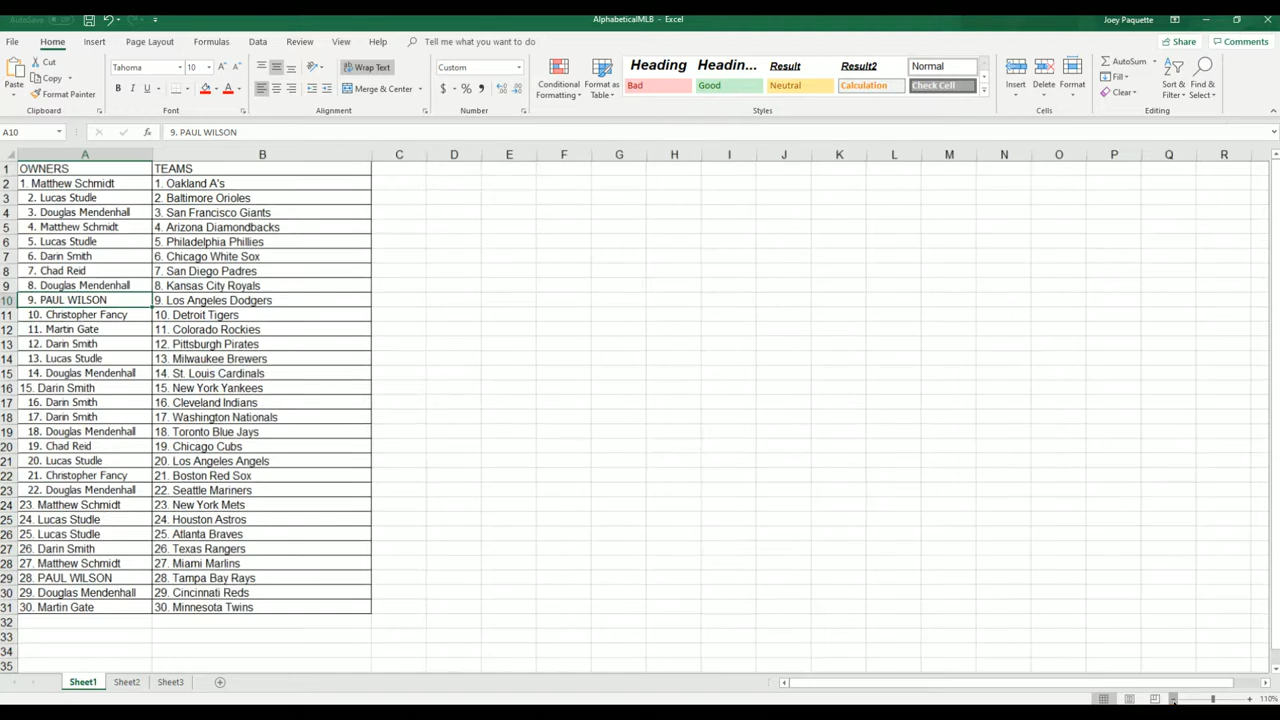 AutoSave Off
AlphabeticalMLB - Excel
Joey Paquette
File Home Insert Page Layout Formulas Data Review View Help Tell me what you want to do
Share Comments
Paste
Cut
Copy
Format Painter
Clipboard
Tahoma 10
Font
Wrap Text
Merge & Center
Alignment
Custom
Number
Conditional Formatting
Format as Table
Heading Headin... Result Result2 Normal
Bad Good Neutral Calculation Check Cell
Styles
Insert Delete Format
Cells
AutoSum
Fill
Clear
Sort & Filter
Find & Select
Editing
A10 9. PAUL WILSON
A B C D E F G H I J K L M N O P Q R
1 OWNERS TEAMS
2 1. Matthew Schmidt 1. Oakland A's
3 2. Lucas Studle 2. Baltimore Orioles
4 3. Douglas Mendenhall 3. San Francisco Giants
5 4. Matthew Schmidt 4. Arizona Diamondbacks
6 5. Lucas Studle 5. Philadelphia Phillies
7 6. Darin Smith 6. Chicago White Sox
8 7. Chad Reid 7. San Diego Padres
9 8. Douglas Mendenhall 8. Kansas City Royals
10 9. PAUL WILSON 9. Los Angeles Dodgers
11 10. Christopher Fancy 10. Detroit Tigers
12 11. Martin Gate 11. Colorado Rockies
13 12. Darin Smith 12. Pittsburgh Pirates
14 13. Lucas Studle 13. Milwaukee Brewers
15 14. Douglas Mendenhall 14. St. Louis Cardinals
16 15. Darin Smith 15. New York Yankees
17 16. Darin Smith 16. Cleveland Indians
18 17. Darin Smith 17. Washington Nationals
19 18. Douglas Mendenhall 18. Toronto Blue Jays
20 19. Chad Reid 19. Chicago Cubs
21 20. Lucas Studle 20. Los Angeles Angels
22 21. Christopher Fancy 21. Boston Red Sox
23 22. Douglas Mendenhall 22. Seattle Mariners
24 23. Matthew Schmidt 23. New York Mets
25 24. Lucas Studle 24. Houston Astros
26 25. Lucas Studle 25. Atlanta Braves
27 26. Darin Smith 26. Texas Rangers
28 27. Matthew Schmidt 27. Miami Marlins
29 28. PAUL WILSON 28. Tampa Bay Rays
30 29. Douglas Mendenhall 29. Cincinnati Reds
31 30. Martin Gate 30. Minnesota Twins
32
33
34
35
Sheet1 Sheet2 Sheet3
110%